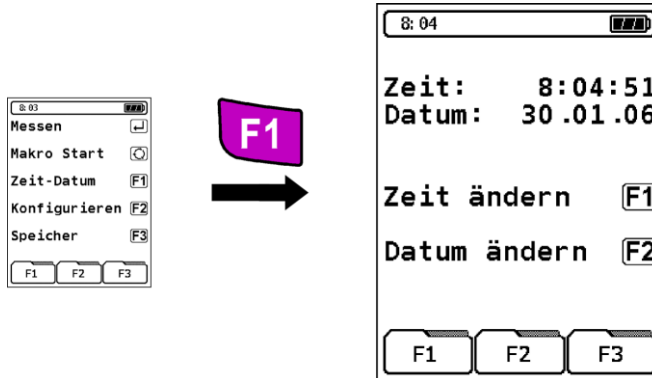 8:03
Messen
Makro Start
Zeit-Datum F1
Konfigurieren F2
Speicher F3
F1 F2 F3
F1
8:04
Zeit: 8:04:51
Datum: 30.01.06
Zeit ändern F1
Datum ändern F2
F1 F2 F3